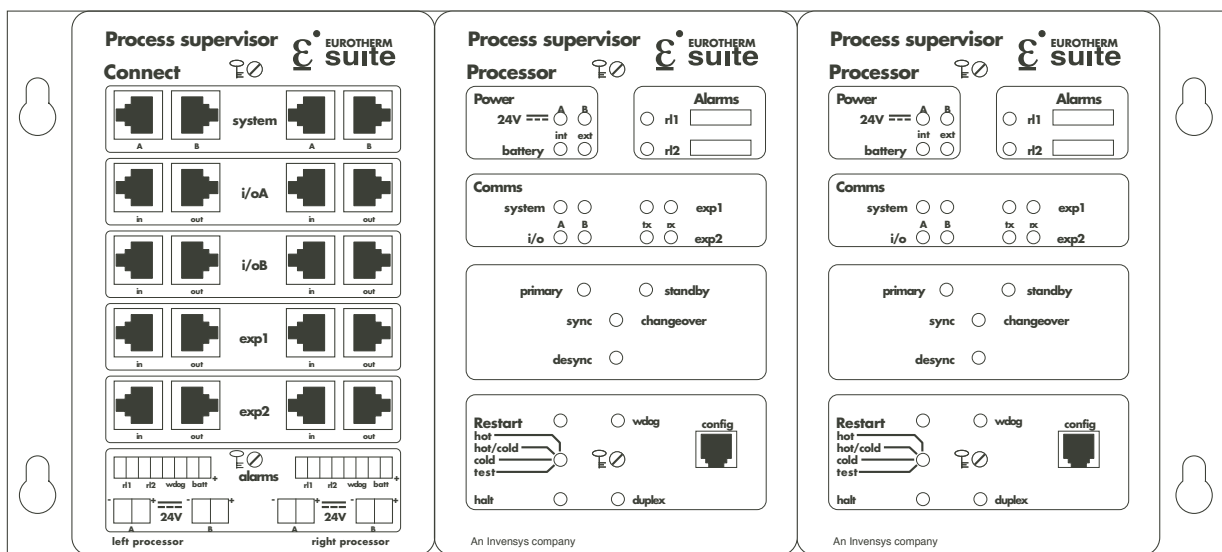 Process supervisor
EUROTHERM
suite
Connect
system
A B A B
i/oA
in out in out
i/oB
in out in out
exp1
in out in out
exp2
in out in out
alarms
rl1 rl2 wdog batt + rl1 rl2 wdog batt +
- + - + - + - +
24V 24V
A B A B
left processor right processor
Process supervisor
EUROTHERM
suite
Processor
Power
A B
24V
int ext
battery
Alarms
rl1
rl2
Comms
system exp1
A B tx rx
i/o exp2
primary standby
sync changeover
desync
Restart wdog config
hot
hot/cold
cold
test
halt duplex
An Invensys company
Process supervisor
EUROTHERM
suite
Processor
Power
A B
24V
int ext
battery
Alarms
rl1
rl2
Comms
system exp1
A B tx rx
i/o exp2
primary standby
sync changeover
desync
Restart wdog config
hot
hot/cold
cold
test
halt duplex
An Invensys company